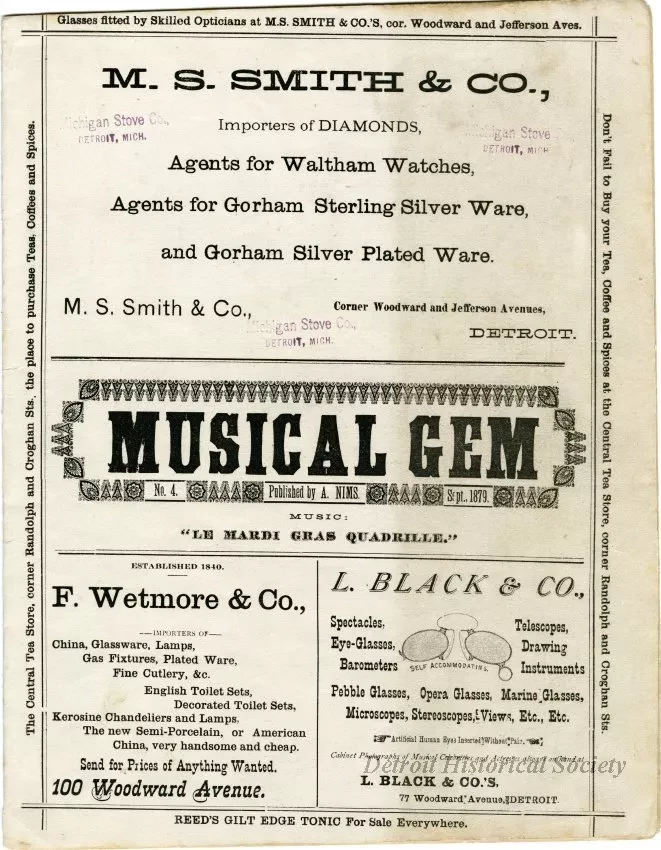 Glasses fitted by Skilled Opticians at M.S. SMITH & CO.'S, cor. Woodward and Jefferson Aves.
The Central Tea Store, corner Randolph and Croghan Sts., the place to purchase Teas, Coffees and Spices.
Don't Fail to Buy your Tea, Coffee and Spices at the Central Tea Store, corner Randolph and Croghan Sts.
M. S. SMITH & CO.,
Michigan Stove Co.,
DETROIT, MICH.
Importers of DIAMONDS,
Michigan Stove
DETROIT, MICH
Agents for Waltham Watches,
Agents for Gorham Sterling Silver Ware,
and Gorham Silver Plated Ware.
M. S. Smith & Co.,
Corner Woodward and Jefferson Avenues,
Michigan Stove Co.,
DETROIT, MICH.
DETROIT.
MUSICAL GEM
No. 4.
Published by A. NIMS.
Sept., 1879.
MUSIC:
"LE MARDI GRAS QUADRILLE."
ESTABLISHED 1840.
F. Wetmore & Co.,
—IMPORTERS OF—
China, Glassware, Lamps,
Gas Fixtures, Plated Ware,
Fine Cutlery, &c.
English Toilet Sets,
Decorated Toilet Sets,
Kerosine Chandeliers and Lamps.
The new Semi-Porcelain, or American
China, very handsome and cheap.
Send for Prices of Anything Wanted.
100 Woodward Avenue.
L. BLACK & CO.,
Spectacles,
Eye-Glasses,
Barometers
SELF ACCOMMODATING.
Telescopes,
Drawing
Instruments
Pebble Glasses, Opera Glasses, Marine Glasses,
Microscopes, Stereoscopes, & Views, Etc., Etc.
Artificial Human Eyes Inserted Without Pain.
Cabinet Photographs of Musical Celebrities and always on hand at
L. BLACK & CO.'S,
77 Woodward Avenue, DETROIT.
Detroit Historical Society
REED'S GILT EDGE TONIC For Sale Everywhere.